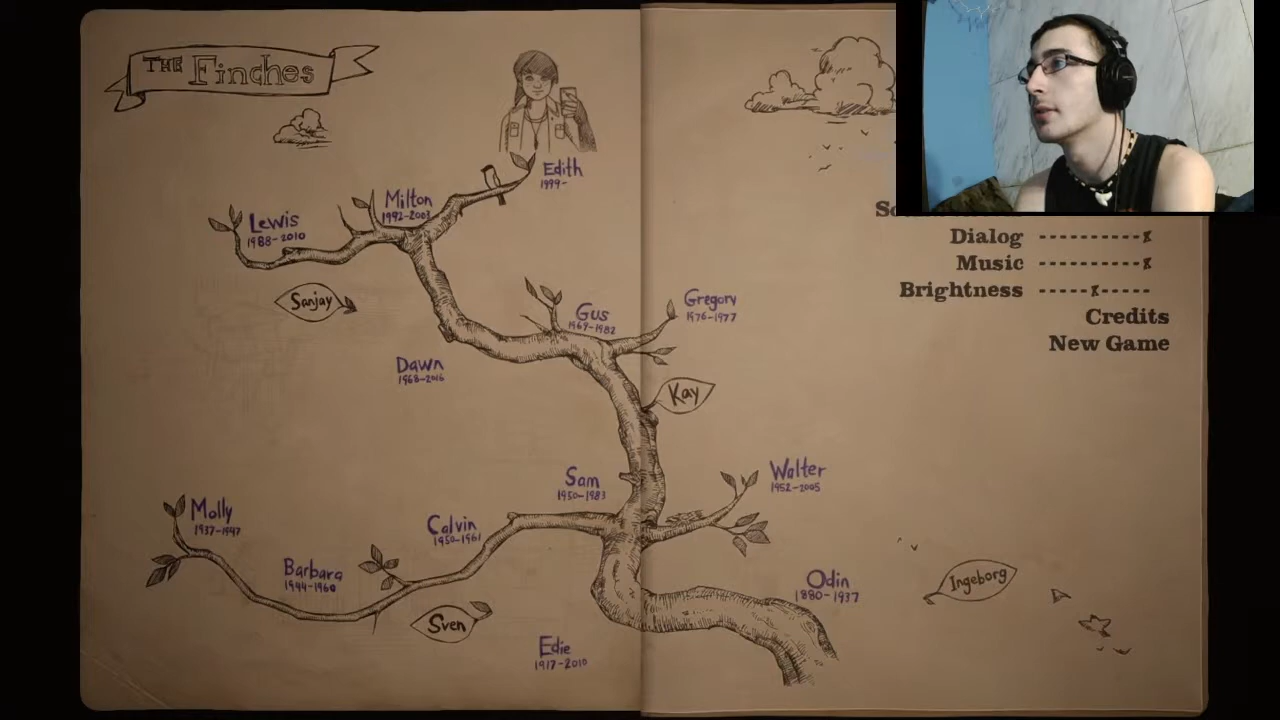 THE Finches
Edith
1999-
Milton
1992-2003
Lewis
1988-2010
Sanjay
Gus
1969-1982
Gregory
1976-1977
Dawn
1968-2016
Kay
Sam
1950-1983
Walter
1952-2005
Molly
1937-1947
Calvin
1950-1961
Barbara
1944-1960
Sven
Edie
1917-2010
Odin
1880-1937
Ingeborg
Dialog
Music
Brightness
Credits
New Game